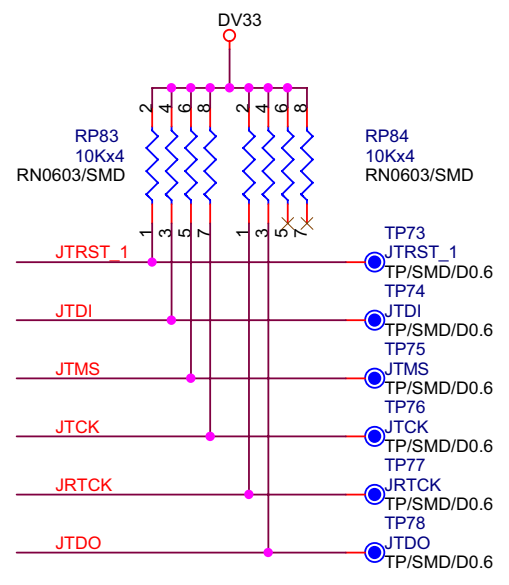 DV33
2 4 6 8 2 4 6 8
RP83
10Kx4
RN0603/SMD
RP84
10Kx4
RN0603/SMD
1 3 5 7 1 3 5 7
TP73
JTRST_1 JTRST_1
TP/SMD/D0.6
TP74
JTDI JTDI
TP/SMD/D0.6
TP75
JTMS JTMS
TP/SMD/D0.6
TP76
JTCK JTCK
TP/SMD/D0.6
TP77
JRTCK JRTCK
TP/SMD/D0.6
TP78
JTDO JTDO
TP/SMD/D0.6